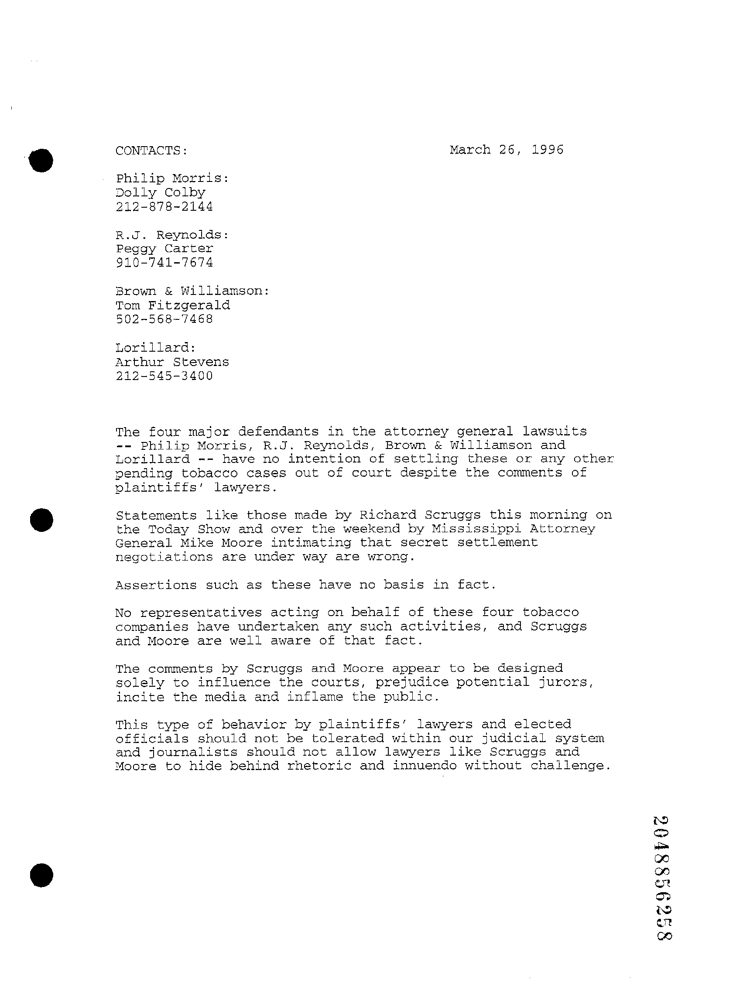 CONTACTS: March 26, 1996
Philip Morris:
Dolly Colby
212-878-2144
R.J. Reynolds:
Peggy Carter
910-741-7674
Brown & Williamson:
Tom Fitzgerald
502-568-7468
Lorillard:
Arthur Stevens
212-545-3400
The four major defendants in the attorney general lawsuits
-- Philip Morris, R.J. Reynolds, Brown & Williamson and
Lorillard -- have no intention of settling these or any other
pending tobacco cases out of court despite the comments of
plaintiffs' lawyers.
Statements like those made by Richard Scruggs this morning on
the Today Show and over the weekend by Mississippi Attorney
General Mike Moore intimating that secret settlement
negotiations are under way are wrong.
Assertions such as these have no basis in fact.
No representatives acting on behalf of these four tobacco
companies have undertaken any such activities, and Scruggs
and Moore are well aware of that fact.
The comments by Scruggs and Moore appear to be designed
solely to influence the courts, prejudice potential jurors,
incite the media and inflame the public.
This type of behavior by plaintiffs' lawyers and elected
officials should not be tolerated within our judicial system
and journalists should not allow lawyers like Scruggs and
Moore to hide behind rhetoric and innuendo without challenge.
2048856258